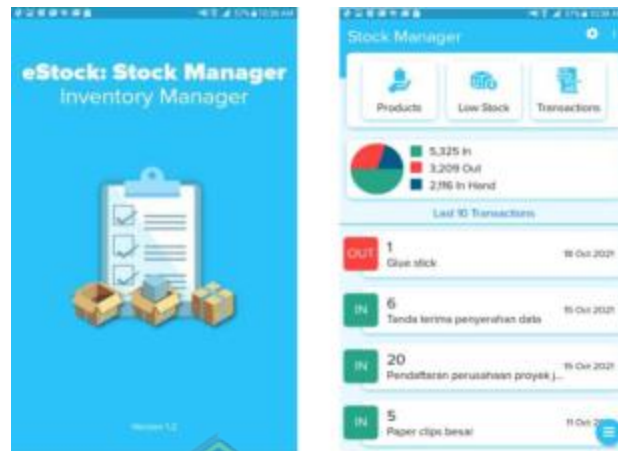 eStock: Stock Manager
Inventory Manager
Version 1.2
Stock Manager
Products
Low Stock
Transactions
5,325 In
3,209 Out
2,116 In Hand
Last 10 Transactions
OUT
1
Glue stick
18 Oct 2021
IN
6
Tanda terima penyerahan data
15 Oct 2021
IN
20
Pendaftaran perusahaan proyek j...
15 Oct 2021
IN
5
Paper clips besar
11 Oct